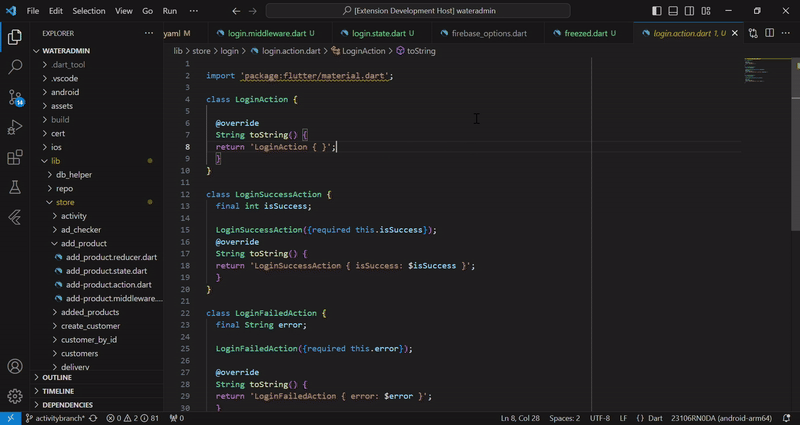 File Edit Selection View Go Run ··· [Extension Development Host] wateradmin
EXPLORER ···
WATERADMIN
.dart_tool
.vscode
android
assets
build
cert
ios
lib
db_helper
repo
store
activity
ad_checker
add_product
add_product.reducer.dart
add_product.state.dart
add-product.action.dart
add-product.middleware....
added_products
create_customer
customer_by_id
customers
delivery
OUTLINE
TIMELINE
DEPENDENCIES
14
yaml M login.middleware.dart U login.state.dart U firebase_options.dart freezed.dart U login.action.dart 1, U
lib > store > login > login.action.dart > LoginAction > toString
1
2 import 'package:flutter/material.dart';
3
4 class LoginAction {
5
6 @override
7 String toString() {
8 return 'LoginAction { }';
9 }
10 }
11
12 class LoginSuccessAction {
13 final int isSuccess;
14
15 LoginSuccessAction({required this.isSuccess});
16 @override
17 String toString() {
18 return 'LoginSuccessAction { isSuccess: $isSuccess }';
19 }
20 }
21
22 class LoginFailedAction {
23 final String error;
24
25 LoginFailedAction({required this.error});
26
27 @override
28 String toString() {
29 return 'LoginFailedAction { error: $error }';
30 }
activitybranch* 0 2 81 0 Ln 8, Col 28 Spaces: 2 UTF-8 LF {} Dart 23106RN0DA (android-arm64)